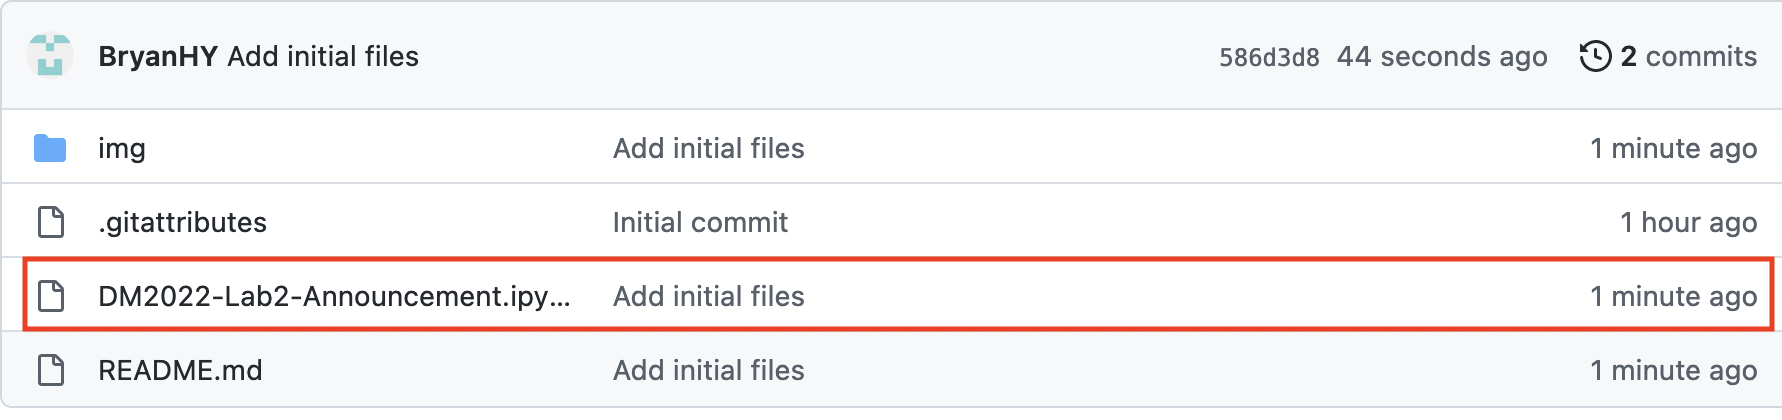 BryanHY Add initial files 586d3d8 44 seconds ago 2 commits
img Add initial files 1 minute ago
.gitattributes Initial commit 1 hour ago
DM2022-Lab2-Announcement.ipy... Add initial files 1 minute ago
README.md Add initial files 1 minute ago